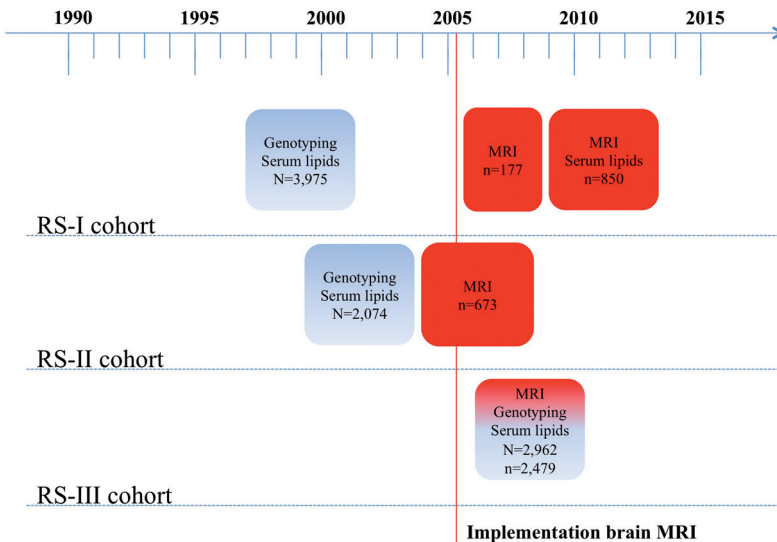 1990 1995 2000 2005 2010 2015
Genotyping
Serum lipids
N=3,975
MRI
n=177
MRI
Serum lipids
n=850
RS-I cohort
Genotyping
Serum lipids
N=2,074
MRI
n=673
RS-II cohort
MRI
Genotyping
Serum lipids
N=2,962
n=2,479
RS-III cohort
Implementation brain MRI